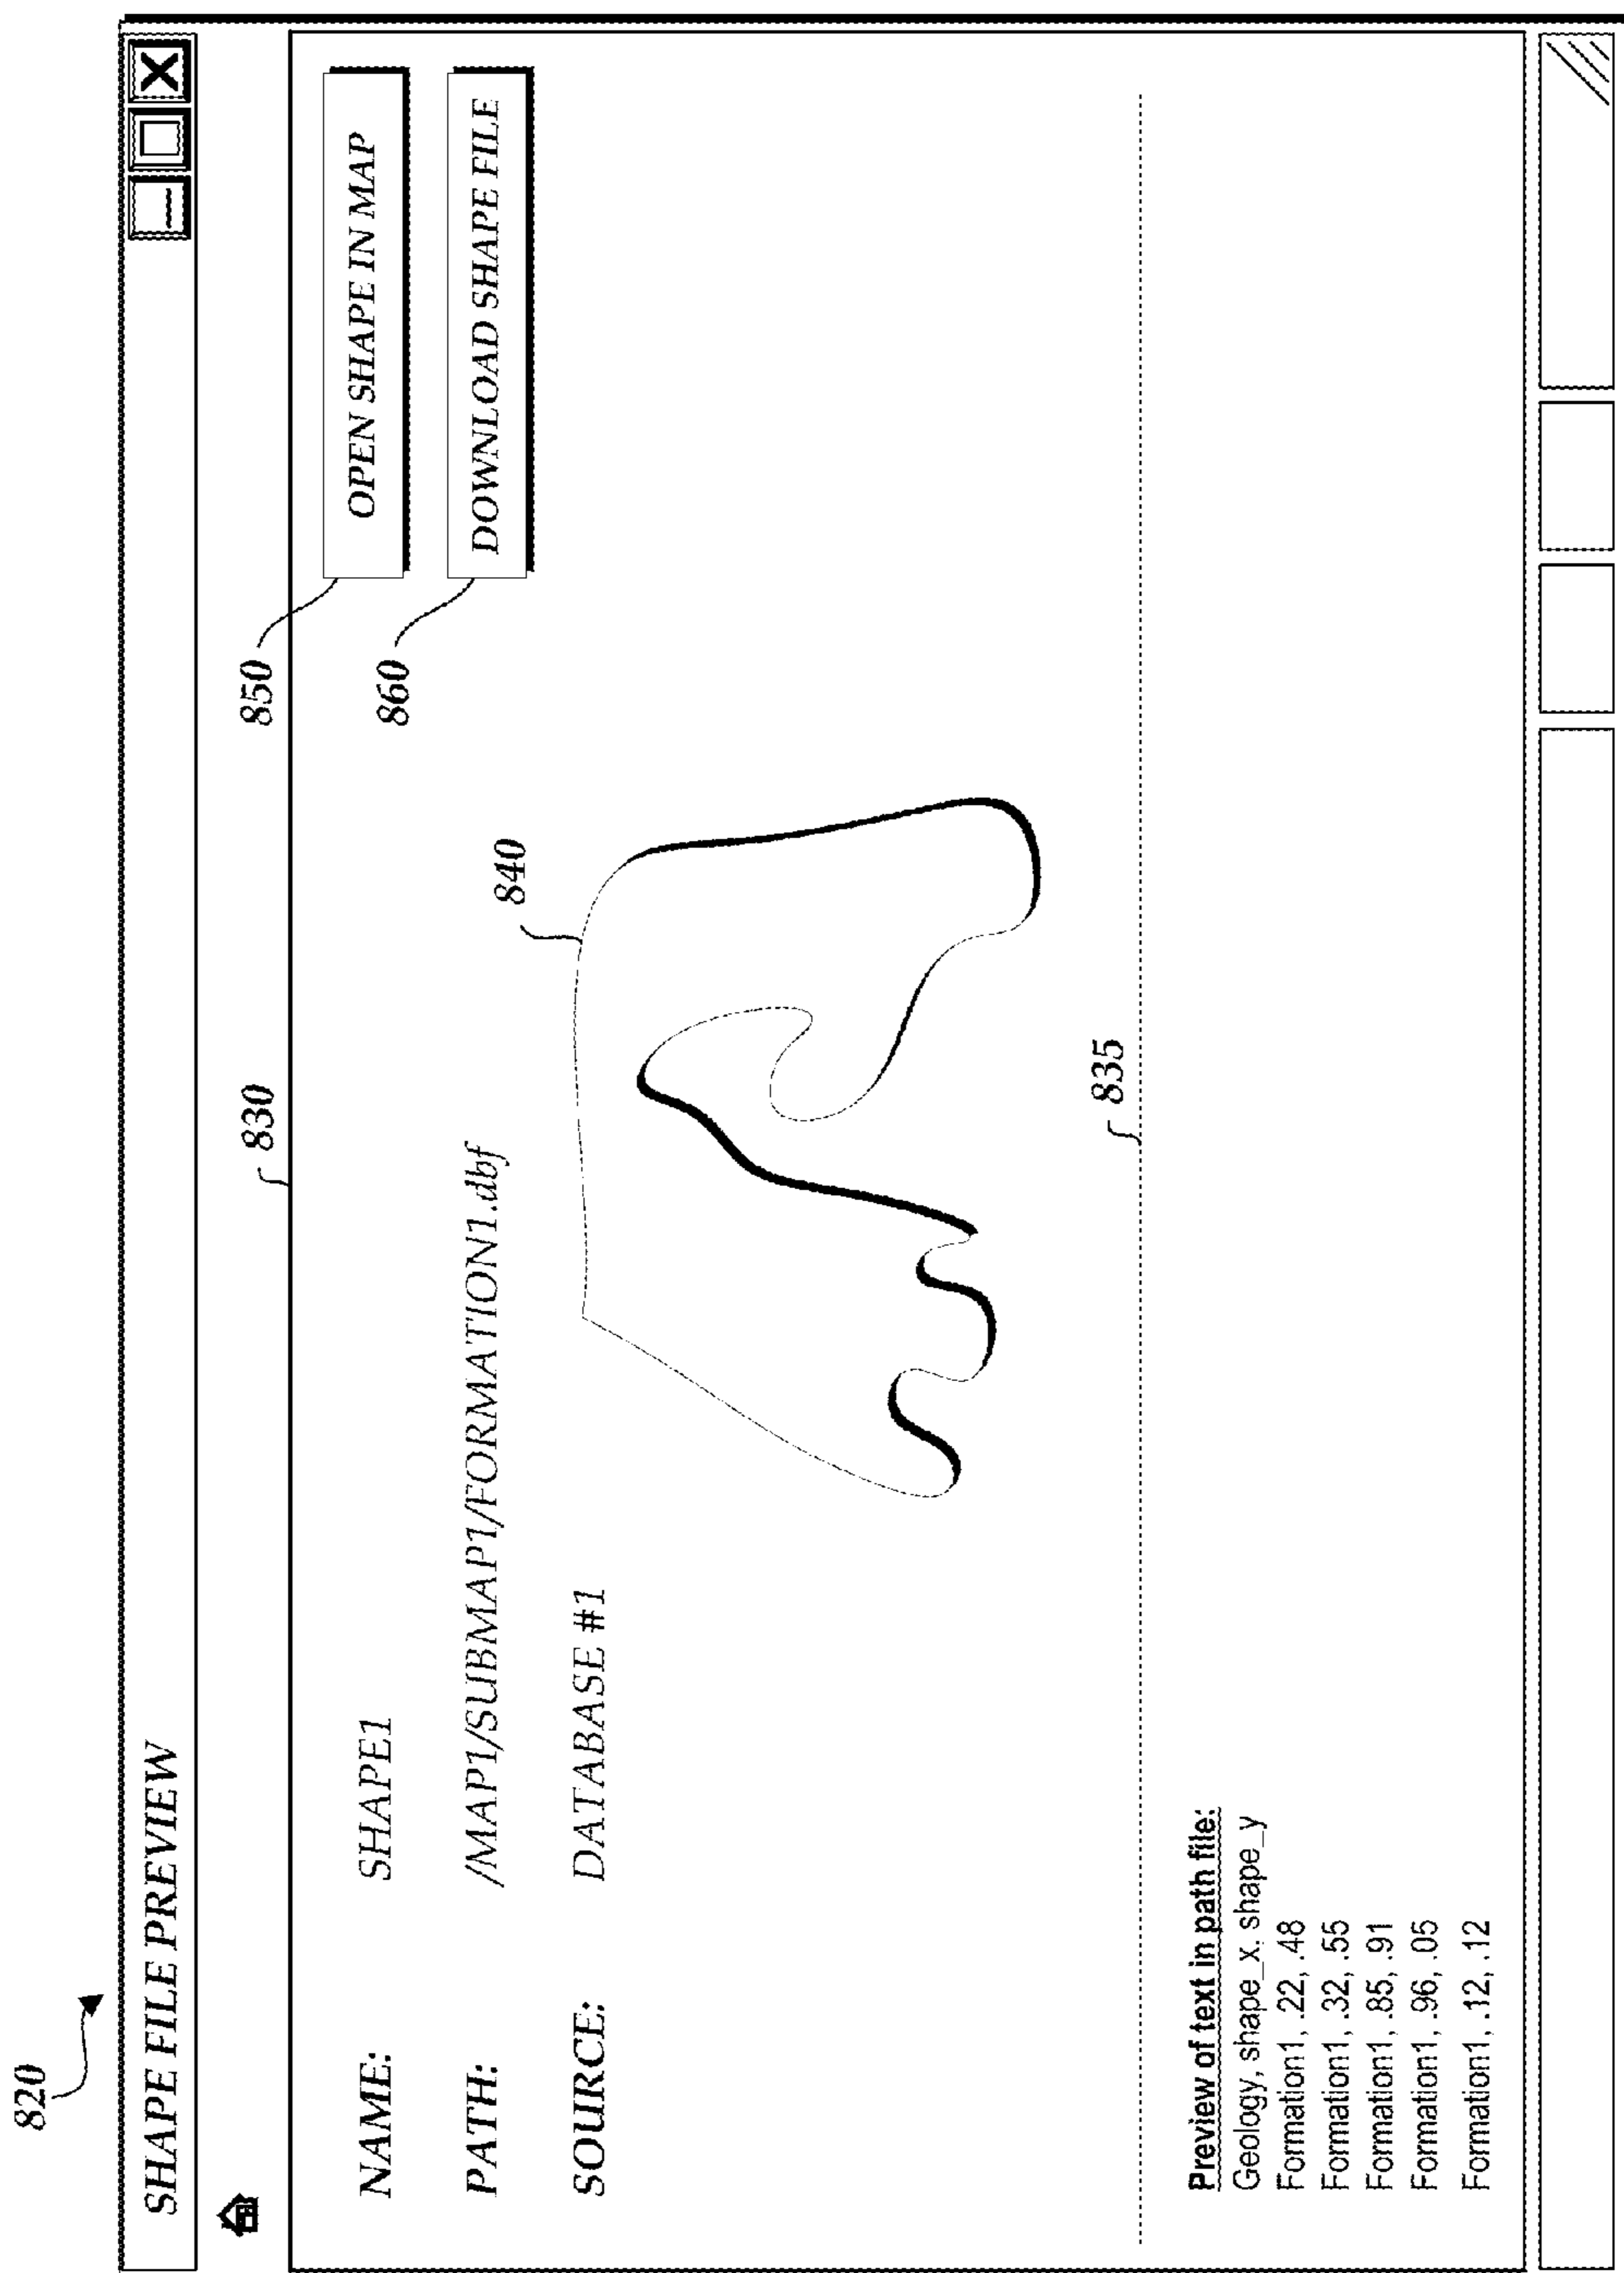 820
SHAPE FILE PREVIEW
830
850
OPEN SHAPE IN MAP
860
DOWNLOAD SHAPE FILE
NAME: SHAPE1
PATH: /MAP1/SUBMAP1/FORMATION1.dbf
SOURCE: DATABASE #1
840
835
Preview of text in path file:
Geology, shape_x, shape_y
Formation1, .22, .48
Formation1, .32, .55
Formation1, .85, .91
Formation1, .96, .05
Formation1, .12, .12